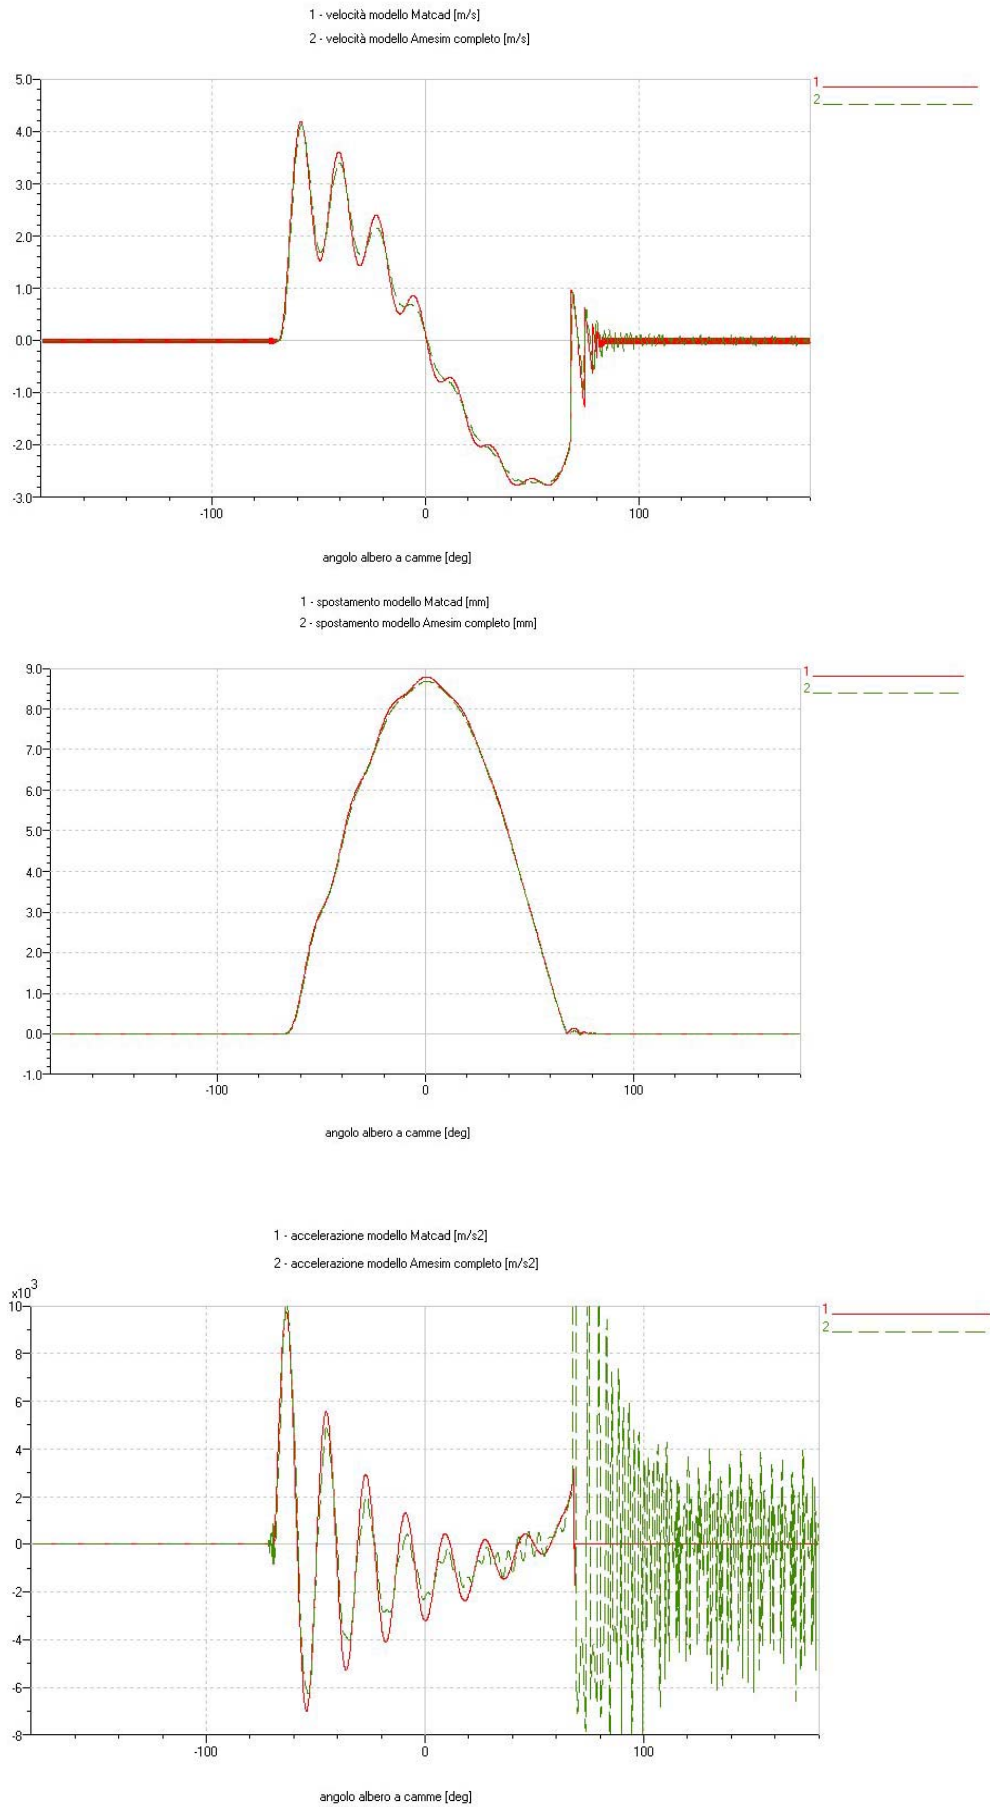 1 - velocità modello Matcad [m/s]
2 - velocità modello Amesim completo [m/s]
5.0
1
2
4.0
3.0
2.0
1.0
0.0
-1.0
-2.0
-3.0
-100 0 100
angolo albero a camme [deg]
1 - spostamento modello Matcad [mm]
2 - spostamento modello Amesim completo [mm]
9.0
1
2
8.0
7.0
6.0
5.0
4.0
3.0
2.0
1.0
0.0
-1.0
-100 0 100
angolo albero a camme [deg]
1 - accelerazione modello Matcad [m/s2]
2 - accelerazione modello Amesim completo [m/s2]
x10^3
10
1
2
8
6
4
2
0
-2
-4
-6
-8
-100 0 100
angolo albero a camme [deg]